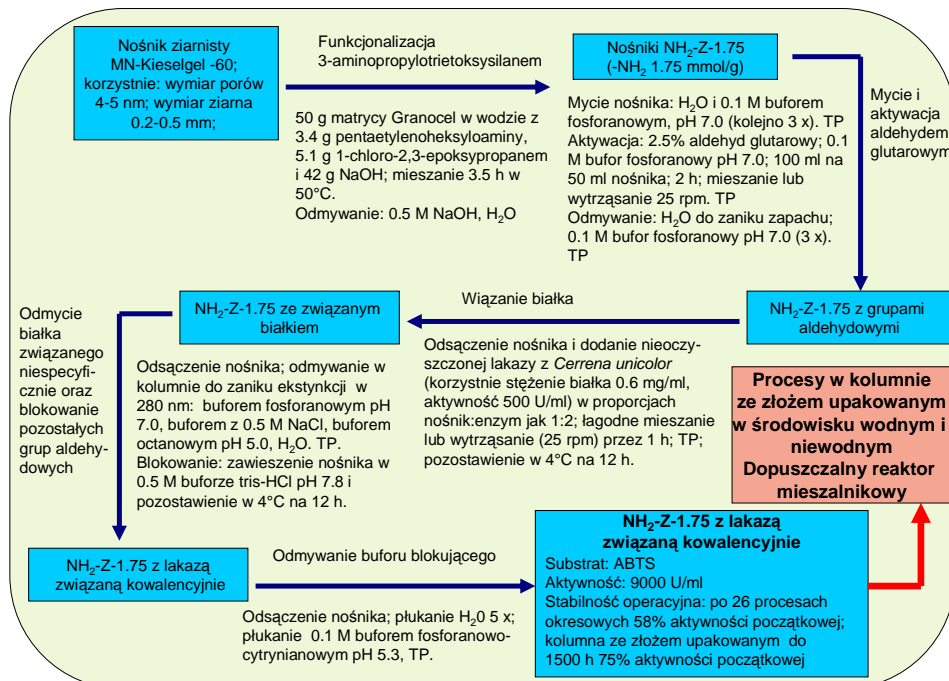 Nośnik ziarnisty
MN-Kieselgel -60;
korzystnie: wymiar porów
4-5 nm; wymiar ziarna
0.2-0.5 mm;
Funkcjonalizacja
3-aminopropylotrietoksysilanem
50 g matrycy Granocel w wodzie z
3.4 g pentaetylenoheksyloaminy,
5.1 g 1-chloro-2,3-epoksypropanem
i 42 g NaOH; mieszanie 3.5 h w
50°C.
Odmywanie: 0.5 M NaOH, H₂O
Nośniki NH₂-Z-1.75
(-NH₂ 1.75 mmol/g)
Mycie nośnika: H₂O i 0.1 M buforem
fosforanowym, pH 7.0 (kolejno 3 x). TP
Aktywacja: 2.5% aldehyd glutarowy; 0.1
M bufor fosforanowy pH 7.0; 100 ml na
50 ml nośnika; 2 h; mieszanie lub
wytrząsanie 25 rpm. TP
Odmywanie: H₂O do zaniku zapachu;
0.1 M bufor fosforanowy pH 7.0 (3 x).
TP
Mycie i
aktywacja
aldehydem
glutarowym
NH₂-Z-1.75 z grupami
aldehydowymi
Wiązanie białka
Odsączenie nośnika i dodanie nieoczy-
szczonej lakazy z Cerrena unicolor
(korzystnie stężenie białka 0.6 mg/ml,
aktywność 500 U/ml) w proporcjach
nośnik:enzym jak 1:2; łagodne mieszanie
lub wytrząsanie (25 rpm) przez 1 h; TP;
pozostawienie w 4°C na 12 h.
NH₂-Z-1.75 ze związanym
białkiem
Odsączenie nośnika; odmywanie w
kolumnie do zaniku ekstynkcji w
280 nm: buforem fosforanowym pH
7.0, buforem z 0.5 M NaCl, buforem
octanowym pH 5.0, H₂O. TP.
Blokowanie: zawieszenie nośnika w
0.5 M buforze tris-HCl pH 7.8 i
pozostawienie w 4°C na 12 h.
Odmycie
białka
związanego
niespecyfi-
cznie oraz
blokowanie
pozostałych
grup aldehy-
dowych
NH₂-Z-1.75 z lakazą
związaną kowalencyjnie
Odmywanie buforu blokującego
Odsączenie nośnika; płukanie H₂0 5 x;
płukanie 0.1 M buforem fosforanowo-
cytrynianowym pH 5.3, TP.
NH₂-Z-1.75 z lakazą
związaną kowalencyjnie
Substrat: ABTS
Aktywność: 9000 U/ml
Stabilność operacyjna: po 26 procesach
okresowych 58% aktywności początkowej;
kolumna ze złożem upakowanym do
1500 h 75% aktywności początkowej
Procesy w kolumnie
ze złożem upakowanym
w środowisku wodnym i
niewodnym
Dopuszczalny reaktor
mieszalnikowy